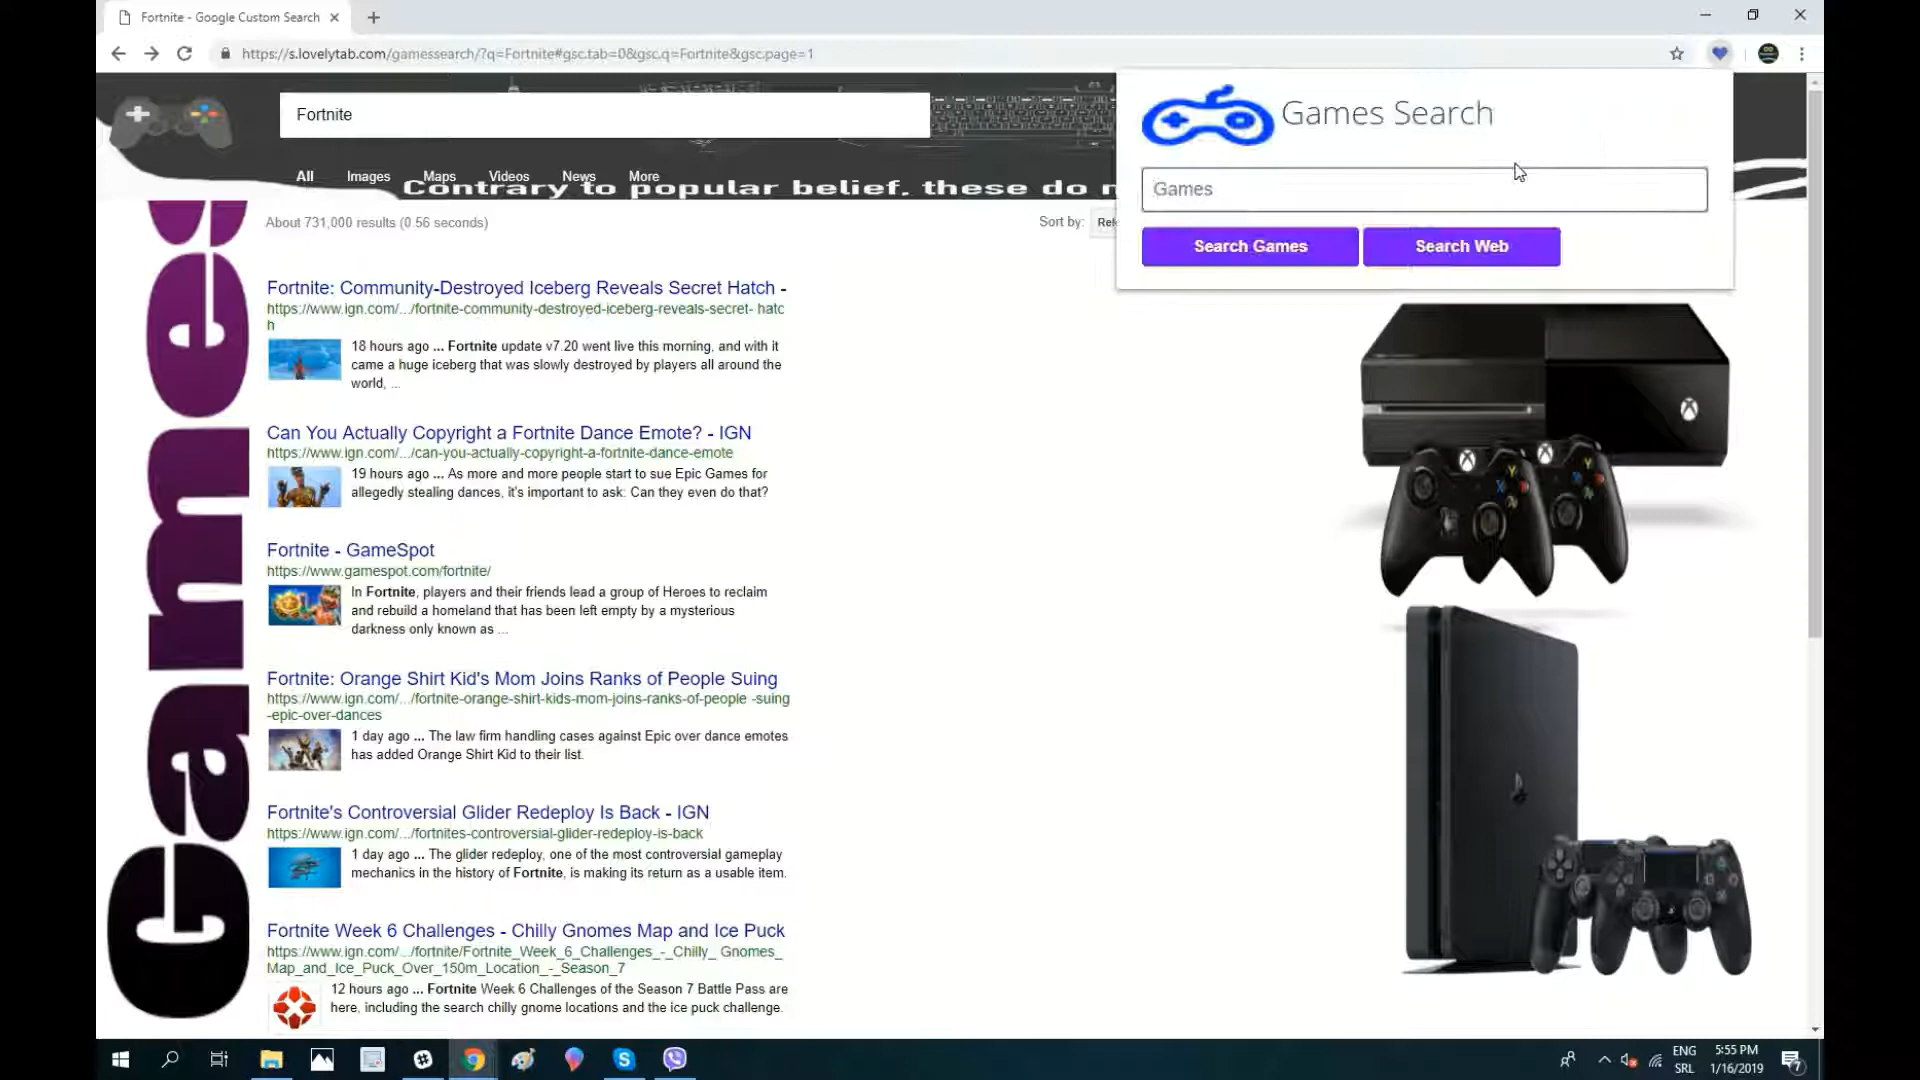 Fortnite - Google Custom Search
https://s.lovelytab.com/gamessearch/?q=Fortnite#gsc.tab=0&gsc.q=Fortnite&gsc.page=1
Games Search
Fortnite
Games
All Images Maps Videos News More
Contrary to popular belief, these do
Search Games
Search Web
About 731,000 results (0.56 seconds)
Sort by:
Games
Fortnite: Community-Destroyed Iceberg Reveals Secret Hatch -
https://www.ign.com/.../fortnite-community-destroyed-iceberg-reveals-secret- hatc
h
18 hours ago ... Fortnite update v7.20 went live this morning, and with it
came a huge iceberg that was slowly destroyed by players all around the
world, ...
Can You Actually Copyright a Fortnite Dance Emote? - IGN
https://www.ign.com/.../can-you-actually-copyright-a-fortnite-dance-emote
19 hours ago ... As more and more people start to sue Epic Games for
allegedly stealing dances, it's important to ask: Can they even do that?
Fortnite - GameSpot
https://www.gamespot.com/fortnite/
In Fortnite, players and their friends lead a group of Heroes to reclaim
and rebuild a homeland that has been left empty by a mysterious
darkness only known as ...
Fortnite: Orange Shirt Kid's Mom Joins Ranks of People Suing
https://www.ign.com/.../fortnite-orange-shirt-kids-mom-joins-ranks-of-people -suing
-epic-over-dances
1 day ago ... The law firm handling cases against Epic over dance emotes
has added Orange Shirt Kid to their list.
Fortnite's Controversial Glider Redeploy Is Back - IGN
https://www.ign.com/.../fortnites-controversial-glider-redeploy-is-back
1 day ago ... The glider redeploy, one of the most controversial gameplay
mechanics in the history of Fortnite, is making its return as a usable item.
Fortnite Week 6 Challenges - Chilly Gnomes Map and Ice Puck
https://www.ign.com/.../fortnite/Fortnite_Week_6_Challenges_-_Chilly_ Gnomes_
Map_and_Ice_Puck_Over_150m_Location_-_Season_7
12 hours ago ... Fortnite Week 6 Challenges of the Season 7 Battle Pass are
here, including the search chilly gnome locations and the ice puck challenge.
ENG
SRL
5:55 PM
1/16/2019
7